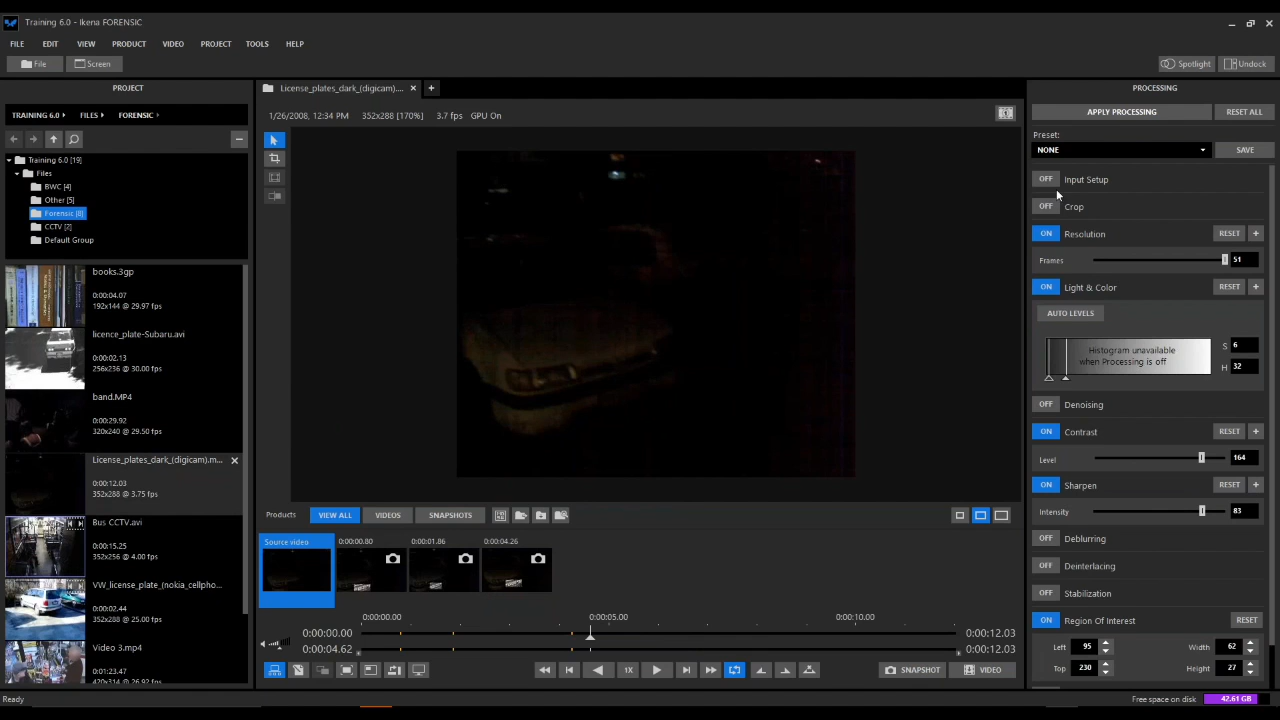 Training 6.0 - Ikena FORENSIC
FILE EDIT VIEW PRODUCT VIDEO PROJECT TOOLS HELP
File Screen Spotlight Undock
PROJECT
TRAINING 6.0 FILES FORENSIC
Training 6.0 [19]
Files
BWC [4]
Other [5]
Forensic [8]
CCTV [2]
Default Group
books.3gp
0:00:04.07
192x144 @ 29.97 fps
licence_plate-Subaru.avi
0:00:02.13
256x236 @ 30.00 fps
band.MP4
0:00:29.92
320x240 @ 29.50 fps
License_plates_dark_(digicam).m...
0:00:12.03
352x288 @ 3.75 fps
Bus CCTV.avi
0:00:15.25
352x256 @ 4.00 fps
VW_license_plate_(nokia_cellpho...
0:00:02.44
352x288 @ 25.00 fps
Video 3.mp4
0:01:23.47
420x314 @ 26.92 fps
License_plates_dark_(digicam)....
1/26/2008, 12:34 PM 352x288 [170%] 3.7 fps GPU On
Products VIEW ALL VIDEOS SNAPSHOTS
Source video 0:00:00.80 0:00:01.86 0:00:04.26
0:00:00.00 0:00:05.00 0:00:10.00
0:00:00.00 0:00:12.03
0:00:04.62 0:00:12.03
1X SNAPSHOT VIDEO
PROCESSING
APPLY PROCESSING RESET ALL
Preset:
NONE SAVE
OFF Input Setup
OFF Crop
ON Resolution RESET +
Frames 51
ON Light & Color RESET +
AUTO LEVELS
Histogram unavailable
when Processing is off
S 6
H 32
OFF Denoising
ON Contrast RESET +
Level 164
ON Sharpen RESET +
Intensity 83
OFF Deblurring
OFF Deinterlacing
OFF Stabilization
ON Region Of Interest RESET
Left 95 Width 62
Top 230 Height 27
Ready Free space on disk 42.61 GB